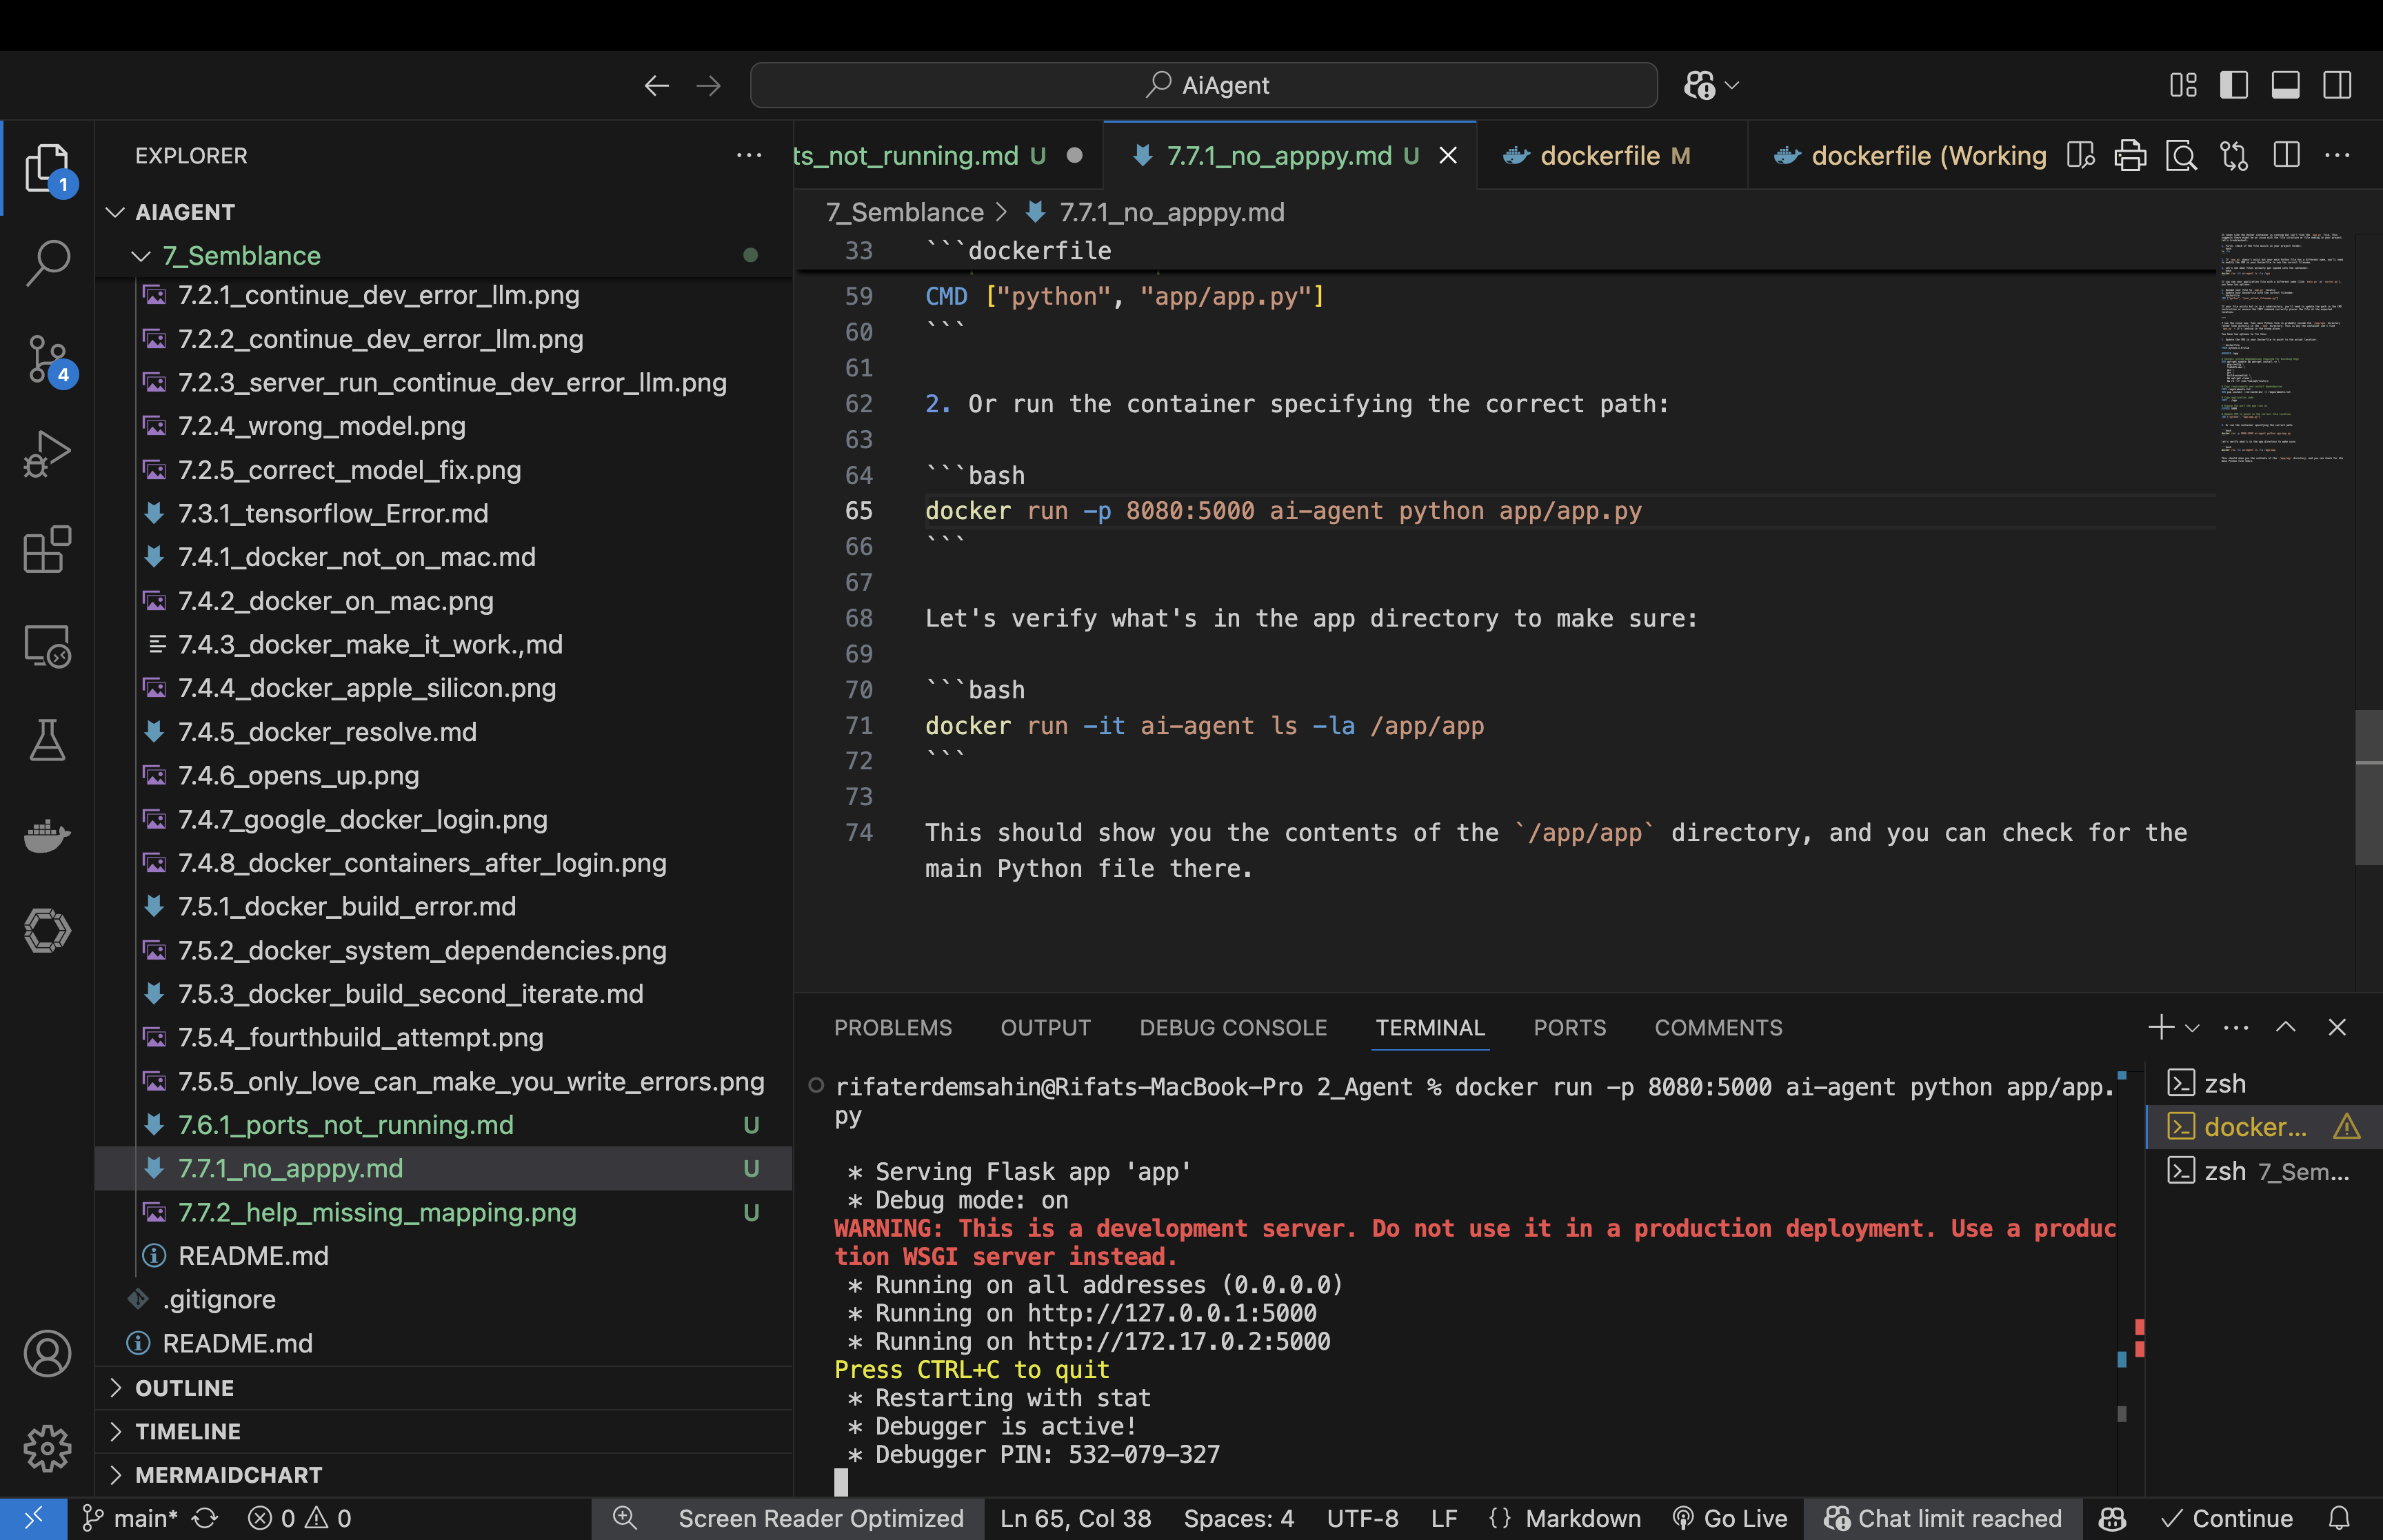 AiAgent
EXPLORER
1
4
AIAGENT
7_Semblance
7.2.1_continue_dev_error_llm.png
7.2.2_continue_dev_error_llm.png
7.2.3_server_run_continue_dev_error_llm.png
7.2.4_wrong_model.png
7.2.5_correct_model_fix.png
7.3.1_tensorflow_Error.md
7.4.1_docker_not_on_mac.md
7.4.2_docker_on_mac.png
7.4.3_docker_make_it_work.,md
7.4.4_docker_apple_silicon.png
7.4.5_docker_resolve.md
7.4.6_opens_up.png
7.4.7_google_docker_login.png
7.4.8_docker_containers_after_login.png
7.5.1_docker_build_error.md
7.5.2_docker_system_dependencies.png
7.5.3_docker_build_second_iterate.md
7.5.4_fourthbuild_attempt.png
7.5.5_only_love_can_make_you_write_errors.png
7.6.1_ports_not_running.md U
7.7.1_no_apppy.md U
7.7.2_help_missing_mapping.png U
README.md
.gitignore
README.md
OUTLINE
TIMELINE
MERMAIDCHART
ts_not_running.md U
7.7.1_no_apppy.md U
dockerfile M
dockerfile (Working
7_Semblance > 7.7.1_no_apppy.md
33 ```dockerfile
59 CMD ["python", "app/app.py"]
60 ```
61
62 2. Or run the container specifying the correct path:
63
64 ```bash
65 docker run -p 8080:5000 ai-agent python app/app.py
66 ```
67
68 Let's verify what's in the app directory to make sure:
69
70 ```bash
71 docker run -it ai-agent ls -la /app/app
72 ```
73
74 This should show you the contents of the `/app/app` directory, and you can check for the
main Python file there.
PROBLEMS OUTPUT DEBUG CONSOLE TERMINAL PORTS COMMENTS
rifaterdemsahin@Rifats-MacBook-Pro 2_Agent % docker run -p 8080:5000 ai-agent python app/app.
py
* Serving Flask app 'app'
* Debug mode: on
WARNING: This is a development server. Do not use it in a production deployment. Use a produc
tion WSGI server instead.
* Running on all addresses (0.0.0.0)
* Running on http://127.0.0.1:5000
* Running on http://172.17.0.2:5000
Press CTRL+C to quit
* Restarting with stat
* Debugger is active!
* Debugger PIN: 532-079-327
zsh
docker...
zsh 7_Sem...
main* 0 0 Screen Reader Optimized Ln 65, Col 38 Spaces: 4 UTF-8 LF {} Markdown Go Live Chat limit reached Continue